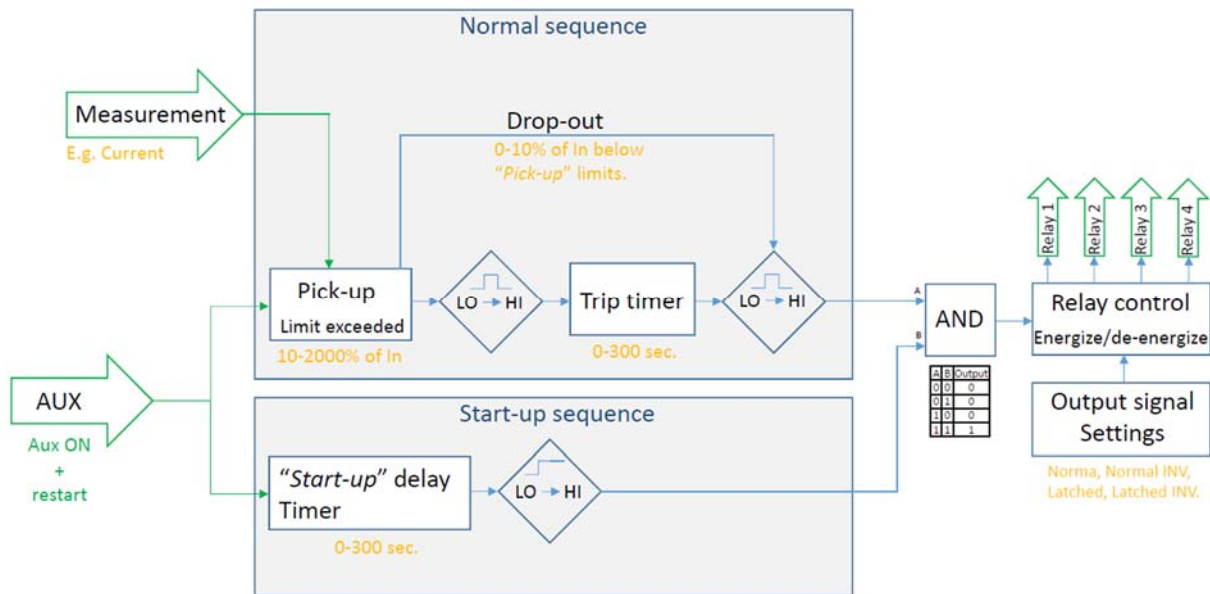 Normal sequence
Measurement
E.g. Current
Drop-out
0-10% of In below
"Pick-up" limits.
Pick-up
Limit exceeded
10-2000% of In
LO HI
Trip timer
0-300 sec.
LO HI
A
B
AND
A B Output
0 0 0
0 1 0
1 0 0
1 1 1
Relay 1
Relay 2
Relay 3
Relay 4
Relay control
Energize/de-energize
Output signal
Settings
Norma, Normal INV,
Latched, Latched INV.
AUX
Aux ON
+
restart
Start-up sequence
"Start-up" delay
Timer
0-300 sec.
LO HI